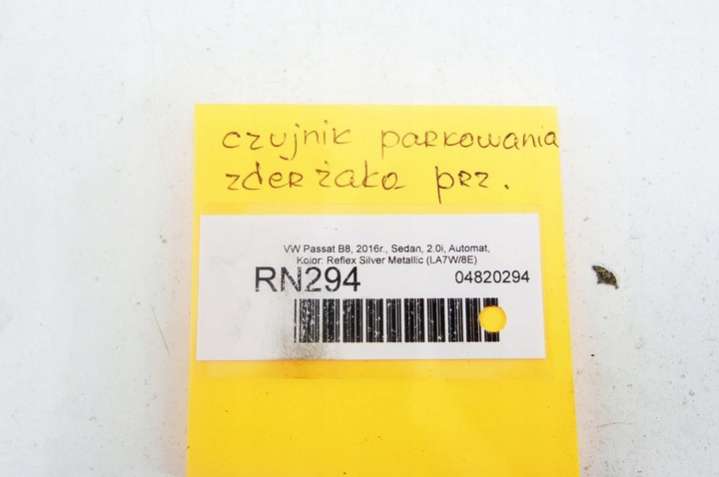 czujnik parkowania
zderżako prz.
VW Passat B8, 2016r., Sedan, 2.0i, Automat,
Kolor: Reflex Silver Metallic (LA7W/8E)
RN294 04820294